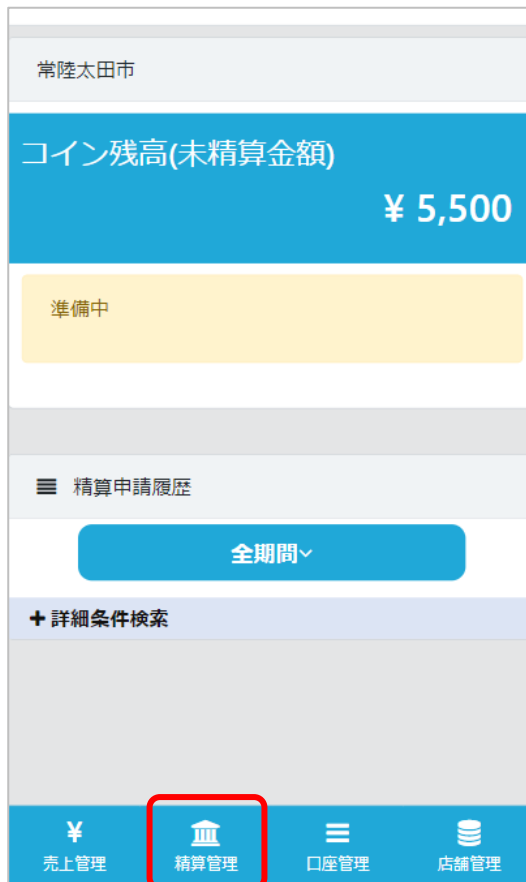 常陸太田市
コイン残高(未精算金額)
¥ 5,500
準備中
精算申請履歴
全期間
詳細条件検索
¥
売上管理 精算管理 口座管理 店舗管理